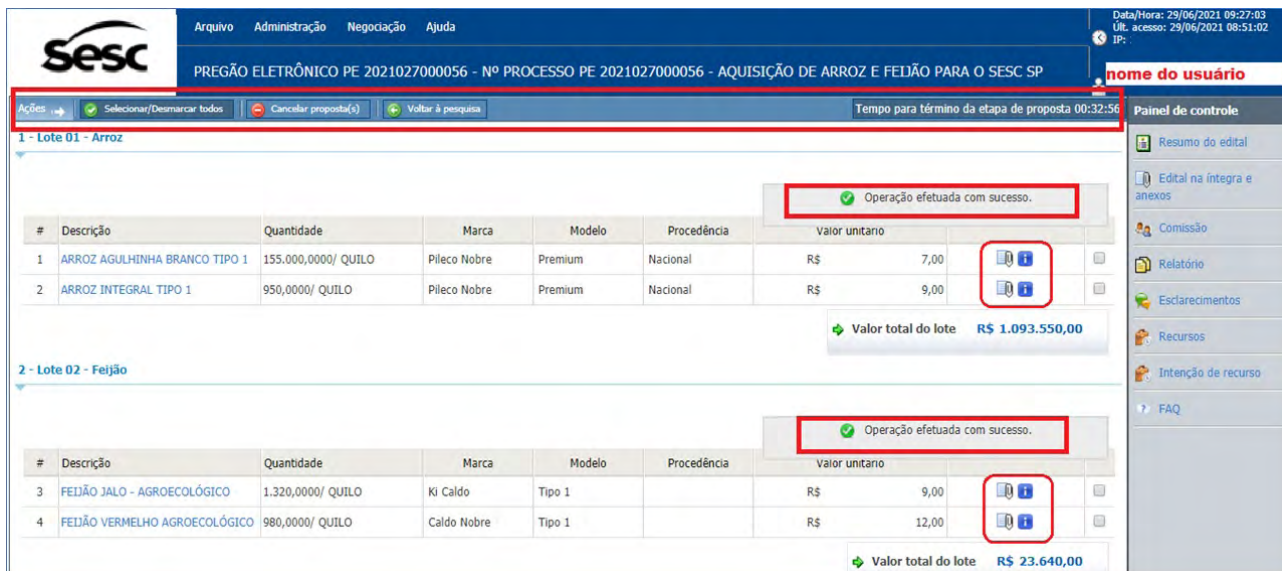 Sesc
Arquivo Administração Negociação Ajuda
Data/Hora: 29/06/2021 09:27:03
Últ. acesso: 29/06/2021 08:51:02
IP:
PREGÃO ELETRÔNICO PE 2021027000056 - Nº PROCESSO PE 2021027000056 - AQUISIÇÃO DE ARROZ E FEIJÃO PARA O SESC SP
nome do usuário
Ações Selecionar/Desmarcar todos Cancelar proposta(s) Voltar à pesquisa Tempo para término da etapa de proposta 00:32:56
Painel de controle
Resumo do edital
Edital na íntegra e
anexos
Comissão
Relatório
Esclarecimentos
Recursos
Intenção de recurso
FAQ
1 - Lote 01 - Arroz
Operação efetuada com sucesso.
# Descrição Quantidade Marca Modelo Procedência Valor unitário
1 ARROZ AGULHINHA BRANCO TIPO 1 155.000,0000/ QUILO Pileco Nobre Premium Nacional R$ 7,00
2 ARROZ INTEGRAL TIPO 1 950,0000/ QUILO Pileco Nobre Premium Nacional R$ 9,00
Valor total do lote R$ 1.093.550,00
2 - Lote 02 - Feijão
Operação efetuada com sucesso.
# Descrição Quantidade Marca Modelo Procedência Valor unitário
3 FEIJÃO JALO - AGROECOLÓGICO 1.320,0000/ QUILO Ki Caldo Tipo 1 R$ 9,00
4 FEIJÃO VERMELHO AGROECOLÓGICO 980,0000/ QUILO Caldo Nobre Tipo 1 R$ 12,00
Valor total do lote R$ 23.640,00